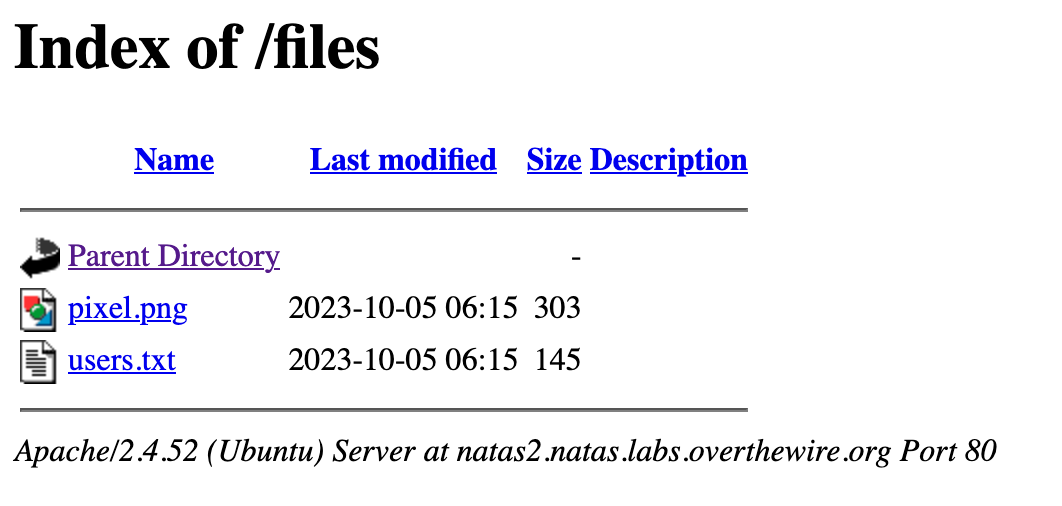 Index of /files
Name Last modified Size Description
Parent Directory -
pixel.png 2023-10-05 06:15 303
users.txt 2023-10-05 06:15 145
Apache/2.4.52 (Ubuntu) Server at natas2.natas.labs.overthewire.org Port 80